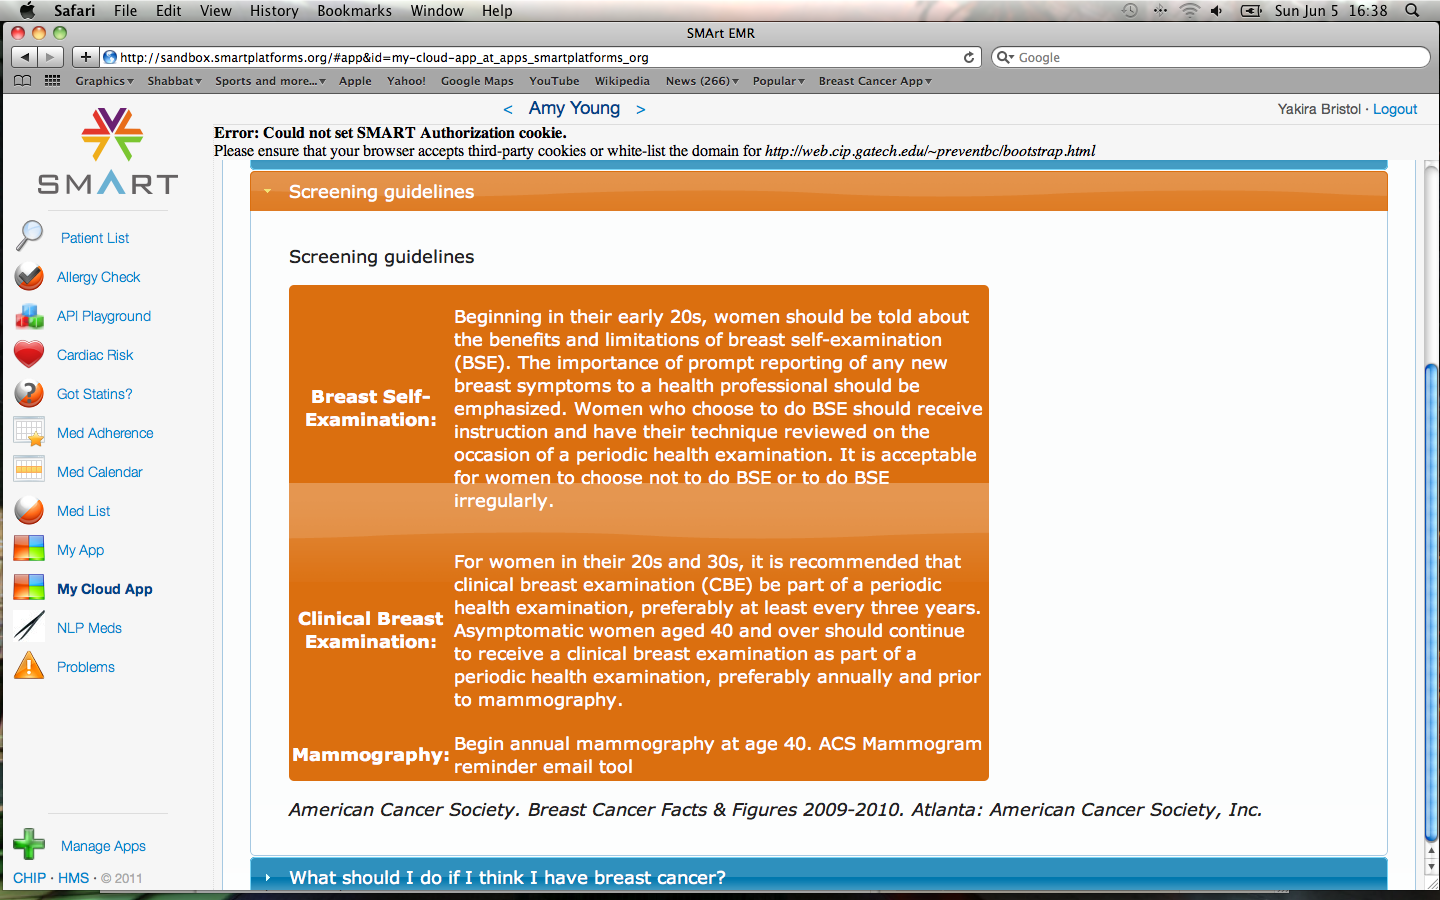 Safari File Edit View History Bookmarks Window Help Sun Jun 5 16:38
SMArt EMR
http://sandbox.smartplatforms.org/#app&id=my-cloud-app_at_apps_smartplatforms_org Google
Graphics Shabbat Sports and more... Apple Yahoo! Google Maps YouTube Wikipedia News (266) Popular Breast Cancer App
< Amy Young > Yakira Bristol · Logout
Error: Could not set SMART Authorization cookie.
Please ensure that your browser accepts third-party cookies or white-list the domain for http://web.cip.gatech.edu/~preventbc/bootstrap.html
SMART
Patient List
Allergy Check
API Playground
Cardiac Risk
Got Statins?
Med Adherence
Med Calendar
Med List
My App
My Cloud App
NLP Meds
Problems
Manage Apps
CHIP · HMS · © 2011
Screening guidelines
Screening guidelines
Breast Self-
Examination:
Beginning in their early 20s, women should be told about
the benefits and limitations of breast self-examination
(BSE). The importance of prompt reporting of any new
breast symptoms to a health professional should be
emphasized. Women who choose to do BSE should receive
instruction and have their technique reviewed on the
occasion of a periodic health examination. It is acceptable
for women to choose not to do BSE or to do BSE
irregularly.
Clinical Breast
Examination:
For women in their 20s and 30s, it is recommended that
clinical breast examination (CBE) be part of a periodic
health examination, preferably at least every three years.
Asymptomatic women aged 40 and over should continue
to receive a clinical breast examination as part of a
periodic health examination, preferably annually and prior
to mammography.
Mammography:
Begin annual mammography at age 40. ACS Mammogram
reminder email tool
American Cancer Society. Breast Cancer Facts & Figures 2009-2010. Atlanta: American Cancer Society, Inc.
What should I do if I think I have breast cancer?